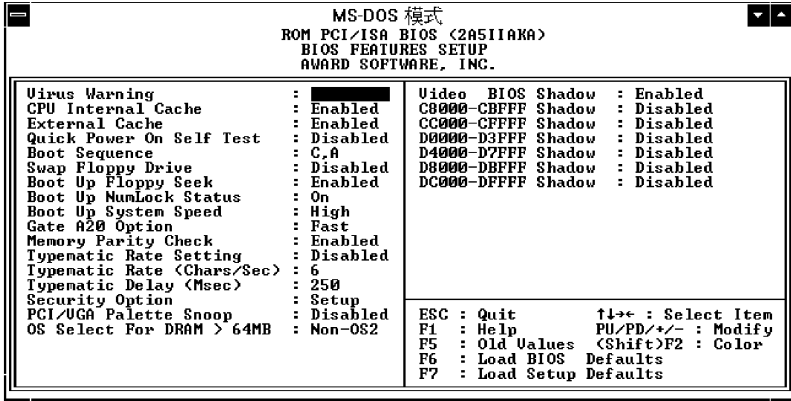 MS-DOS 模式
ROM PCI/ISA BIOS (2A5IIAKA)
BIOS FEATURES SETUP
AWARD SOFTWARE, INC.
Virus Warning :
CPU Internal Cache : Enabled
External Cache : Enabled
Quick Power On Self Test : Disabled
Boot Sequence : C,A
Swap Floppy Drive : Disabled
Boot Up Floppy Seek : Enabled
Boot Up NumLock Status : On
Boot Up System Speed : High
Gate A20 Option : Fast
Memory Parity Check : Enabled
Typematic Rate Setting : Disabled
Typematic Rate (Chars/Sec) : 6
Typematic Delay (Msec) : 250
Security Option : Setup
PCI/VGA Palette Snoop : Disabled
OS Select For DRAM > 64MB : Non-OS2
Video BIOS Shadow : Enabled
C8000-CBFFF Shadow : Disabled
CC000-CFFFF Shadow : Disabled
D0000-D3FFF Shadow : Disabled
D4000-D7FFF Shadow : Disabled
D8000-DBFFF Shadow : Disabled
DC000-DFFFF Shadow : Disabled
ESC : Quit ↑↓→← : Select Item
F1 : Help PU/PD/+/- : Modify
F5 : Old Values (Shift)F2 : Color
F6 : Load BIOS Defaults
F7 : Load Setup Defaults